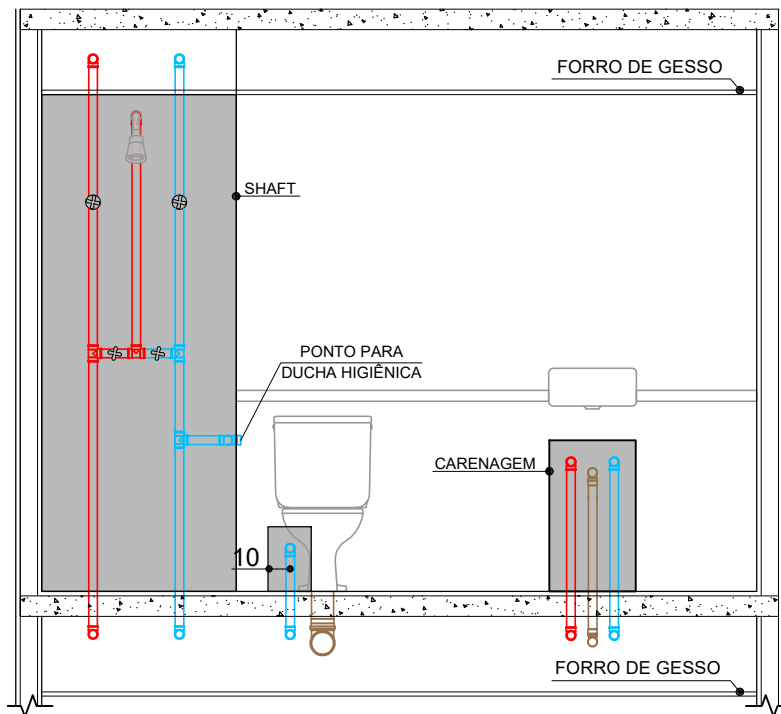 FORRO DE GESSO
SHAFT
PONTO PARA
DUCHA HIGIÊNICA
CARENAGEM
10
FORRO DE GESSO